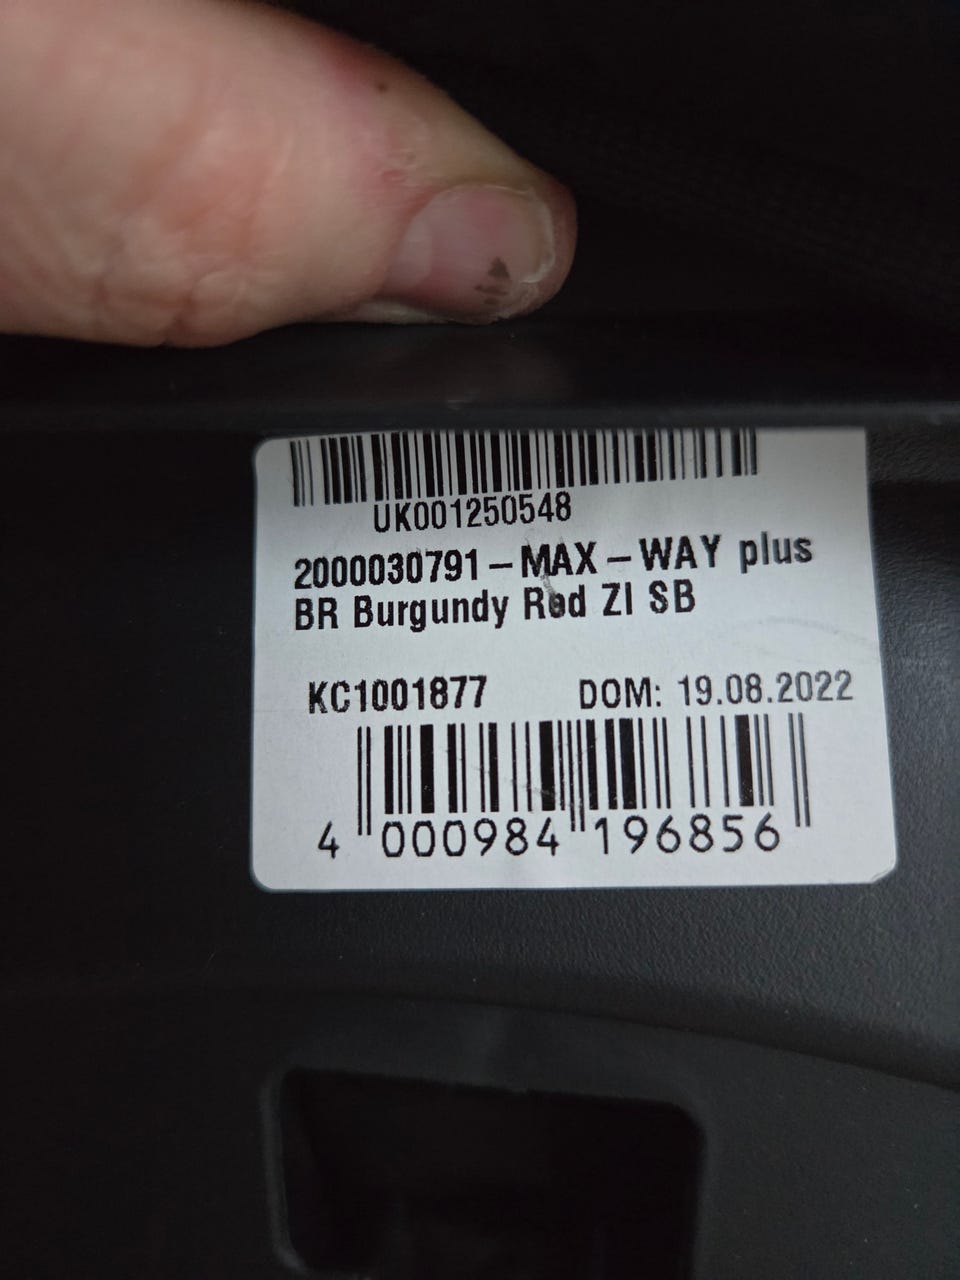 UK001250548
2000030791-MAX-WAY plus
BR Burgundy Red ZI SB
KC1001877 DOM: 19.08.2022
4 000984 196856